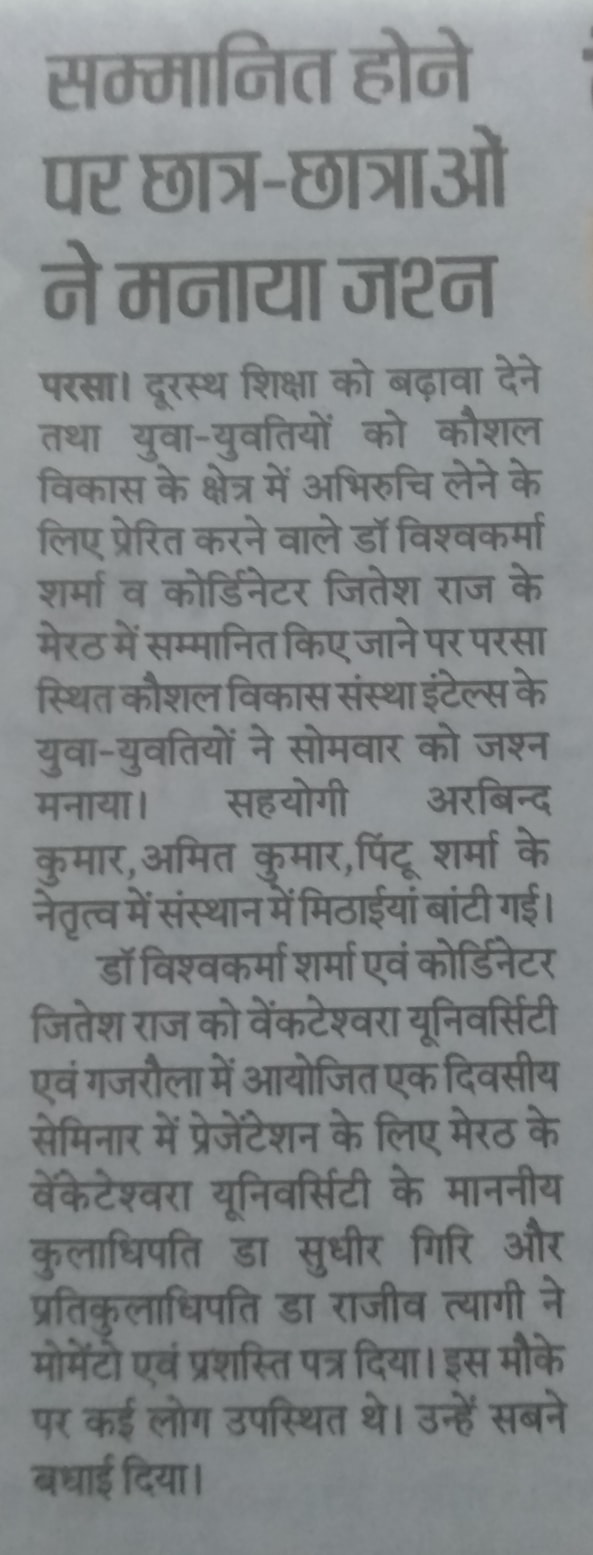 सम्मानित होने
पर छात्र-छात्राओं
ने मनाया जश्न
परसा। दूरस्थ शिक्षा को बढ़ावा देने
तथा युवा-युवतियों को कौशल
विकास के क्षेत्र में अभिरुचि लेने के
लिए प्रेरित करने वाले डॉ विश्वकर्मा
शर्मा व कोर्डिनेटर जितेश राज के
मेरठ में सम्मानित किए जाने पर परसा
स्थित कौशल विकास संस्था इंटेल्स के
युवा-युवतियों ने सोमवार को जश्न
मनाया। सहयोगी अरबिन्द
कुमार,अमित कुमार,पिंटू शर्मा के
नेतृत्व में संस्थान में मिठाईयां बांटी गई।
डॉ विश्वकर्मा शर्मा एवं कोर्डिनेटर
जितेश राज को वेंकटेश्वरा यूनिवर्सिटी
एवं गजरौला में आयोजित एक दिवसीय
सेमिनार में प्रेजेंटेशन के लिए मेरठ के
वेंकेटेश्वरा यूनिवर्सिटी के माननीय
कुलाधिपति डा सुधीर गिरि और
प्रतिकुलाधिपति डा राजीव त्यागी ने
मोमेंटो एवं प्रशस्ति पत्र दिया। इस मौके
पर कई लोग उपस्थित थे। उन्हें सबने
बधाई दिया।